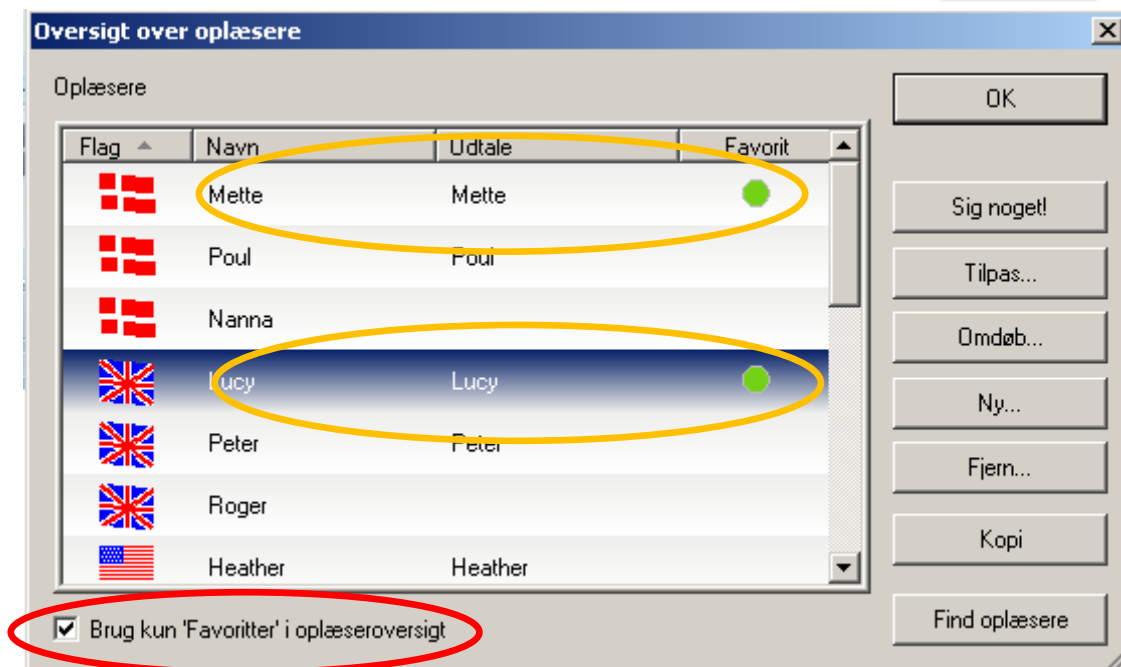 Oversigt over oplæsere
Oplæsere
OK
Flag Navn Udtale Favorit
Mette Mette
Sig noget!
Poul Poul
Tilpas...
Nanna
Omdøb...
Lucy Lucy
Ny...
Peter Peter
Fjern...
Roger
Kopi
Heather Heather
Find oplæsere
Brug kun 'Favoritter' i oplæseroversigt